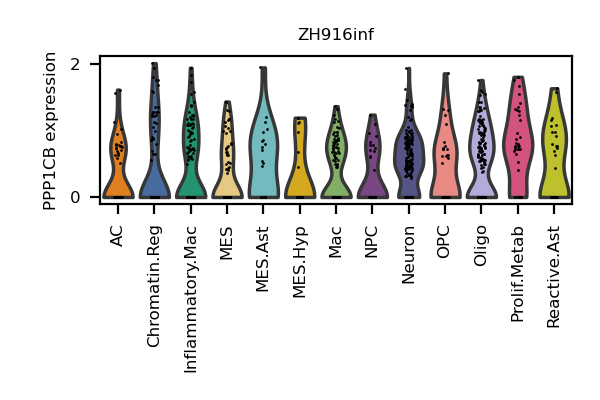 ZH916inf
PPP1CB expression
2
0
AC
Chromatin.Reg
Inflammatory.Mac
MES
MES.Ast
MES.Hyp
Mac
NPC
Neuron
OPC
Oligo
Prolif.Metab
Reactive.Ast